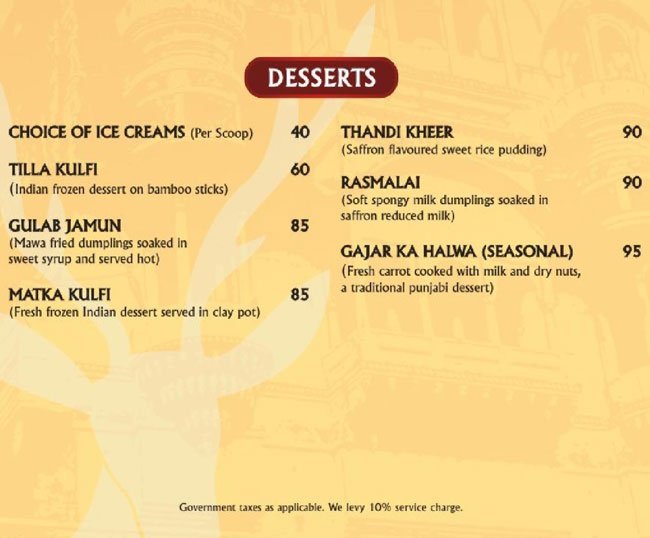 DESSERTS
CHOICE OF ICE CREAMS (Per Scoop) 40
TILLA KULFI 60
(Indian frozen dessert on bamboo sticks)
GULAB JAMUN 85
(Mawa fried dumplings soaked in
sweet syrup and served hot)
MATKA KULFI 85
(Fresh frozen Indian dessert served in clay pot)
THANDI KHEER 90
(Saffron flavoured sweet rice pudding)
RASMALAI 90
(Soft spongy milk dumplings soaked in
saffron reduced milk)
GAJAR KA HALWA (SEASONAL) 95
(Fresh carrot cooked with milk and dry nuts,
a traditional punjabi dessert)
Government taxes as applicable. We levy 10% service charge.